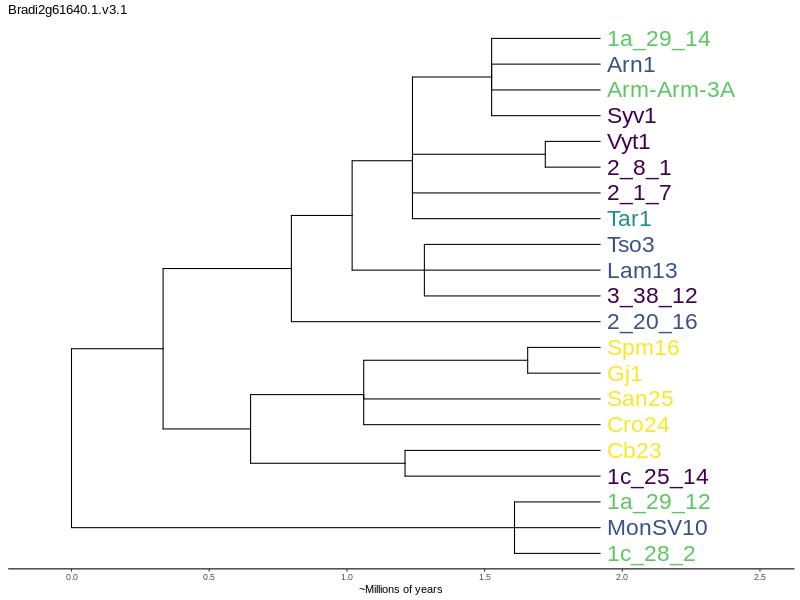 Bradi2g61640.1.v3.1
1a_29_14
Arn1
Arm-Arm-3A
Syv1
Vyt1
2_8_1
2_1_7
Tar1
Tso3
Lam13
3_38_12
2_20_16
Spm16
Gj1
San25
Cro24
Cb23
1c_25_14
1a_29_12
MonSV10
1c_28_2
0.0 0.5 1.0 1.5 2.0 2.5
~Millions of years